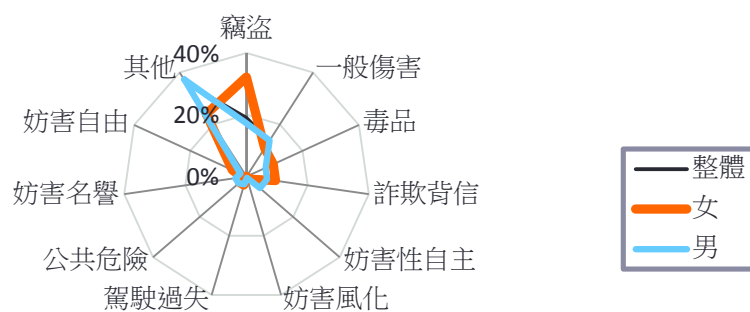 竊盜
一般傷害
毒品
詐欺背信
妨害性自主
妨害風化
駕駛過失
公共危險
妨害名譽
妨害自由
其他
40%
20%
0%
整體
女
男